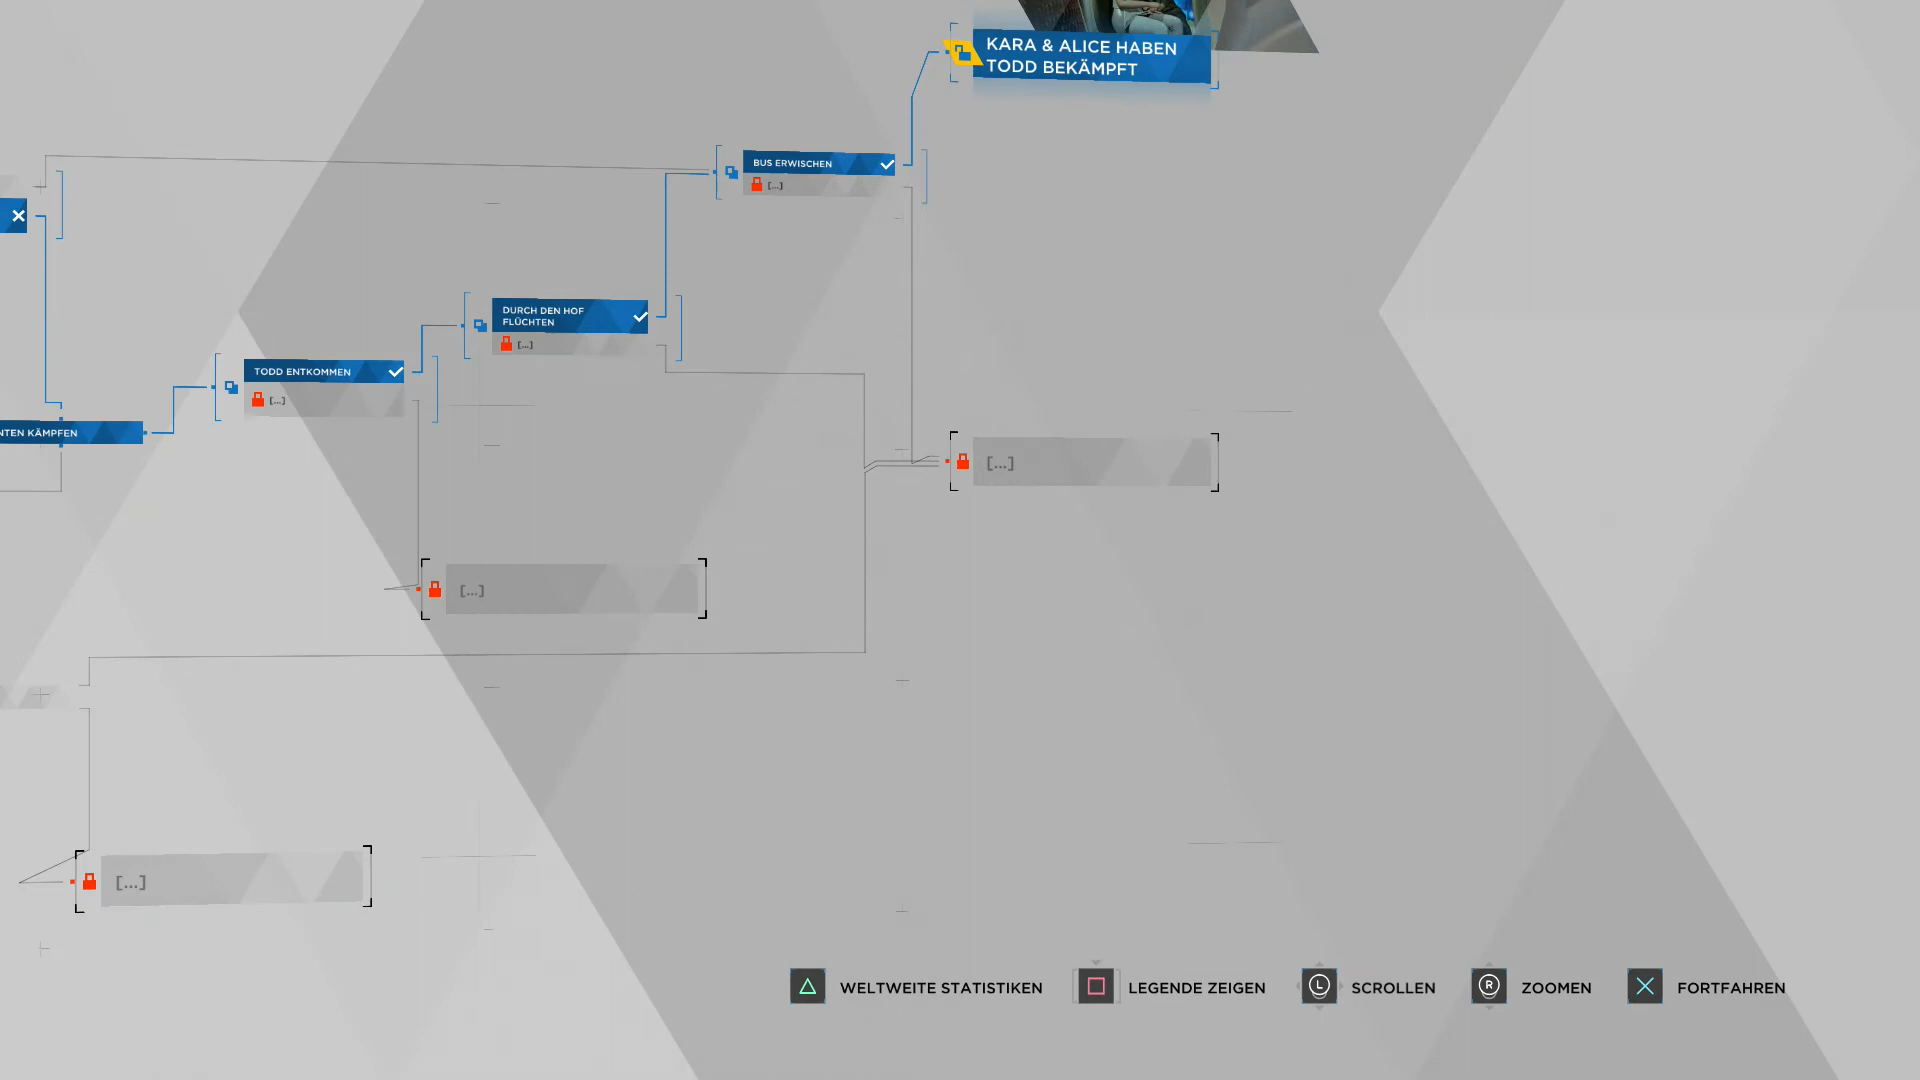 KARA & ALICE HABEN
TODD BEKÄMPFT
BUS ERWISCHEN
[...]
DURCH DEN HOF
FLÜCHTEN
[...]
TODD ENTKOMMEN
[...]
NTEN KÄMPFEN
[...]
[...]
[...]
WELTWEITE STATISTIKEN
LEGENDE ZEIGEN
L
SCROLLEN
R
ZOOMEN
FORTFAHREN